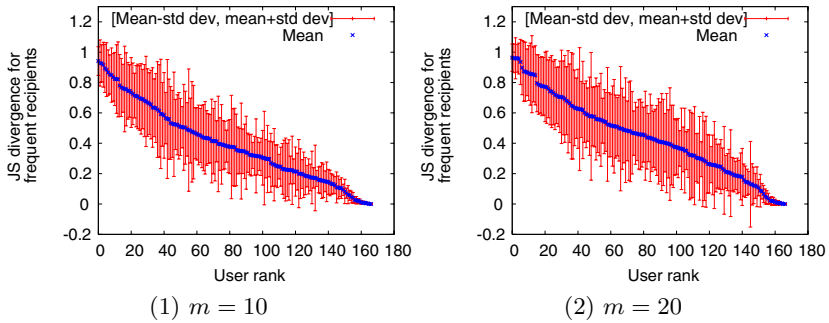 [Mean-std dev, mean+std dev]
Mean
JS divergence for
frequent recipients
1.2
1
0.8
0.6
0.4
0.2
0
-0.2
0 20 40 60 80 100 120 140 160 180
User rank
(1) m = 10
[Mean-std dev, mean+std dev]
Mean
JS divergence for
frequent recipients
1.2
1
0.8
0.6
0.4
0.2
0
-0.2
0 20 40 60 80 100 120 140 160 180
User rank
(2) m = 20